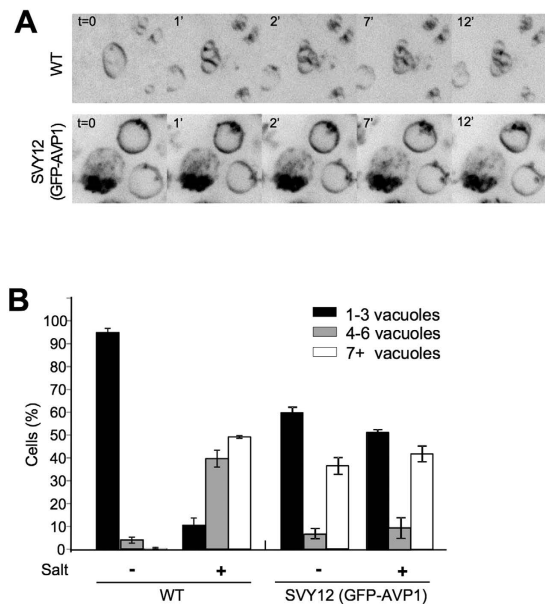 A
t=0 1' 2' 7' 12'
WT
t=0 1' 2' 7' 12'
SVY12
(GFP-AVP1)
B
1-3 vacuoles
4-6 vacuoles
7+ vacuoles
Cells (%)
100
90
80
70
60
50
40
30
20
10
0
Salt - + - +
WT SVY12 (GFP-AVP1)